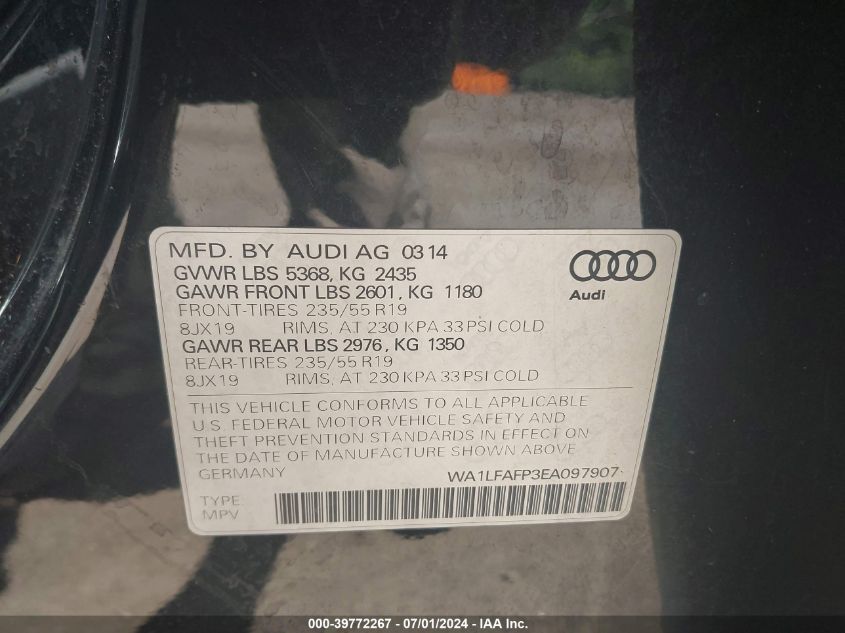 MFD. BY AUDI AG 0314
GVWR LBS 5368, KG 2435
GAWR FRONT LBS 2601, KG 1180
FRONT-TIRES 235/55 R19
8JX19 RIMS, AT 230 KPA 33 PSI COLD
GAWR REAR LBS 2976, KG 1350
REAR-TIRES 235/55 R19
8JX19 RIMS, AT 230 KPA 33 PSI COLD
Audi
THIS VEHICLE CONFORMS TO ALL APPLICABLE
U.S. FEDERAL MOTOR VEHICLE SAFETY AND
THEFT PREVENTION STANDARDS IN EFFECT ON
THE DATE OF MANUFACTURE SHOWN ABOVE
GERMANY WA1LFAFP3EA097907
TYPE:
MPV
000-39772267 - 07/01/2024 - IAA Inc.